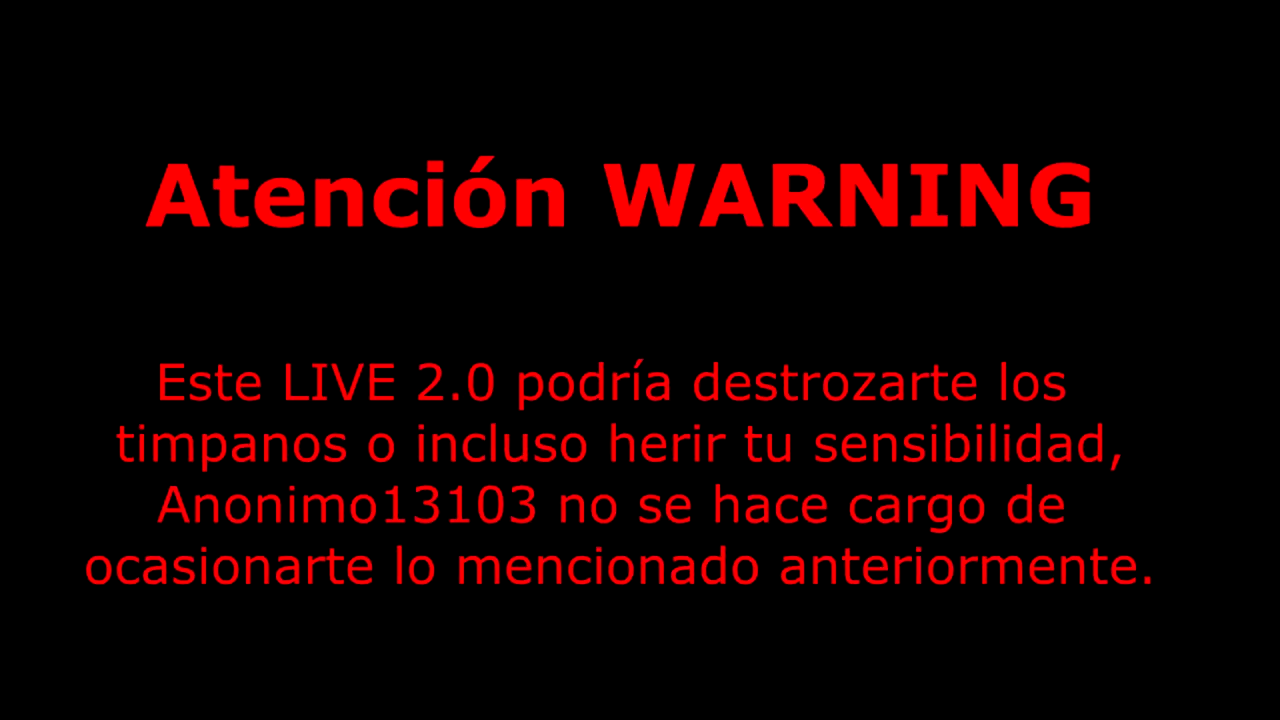 Atención WARNING
Este LIVE 2.0 podría destrozarte los
timpanos o incluso herir tu sensibilidad,
Anonimo13103 no se hace cargo de
ocasionarte lo mencionado anteriormente.